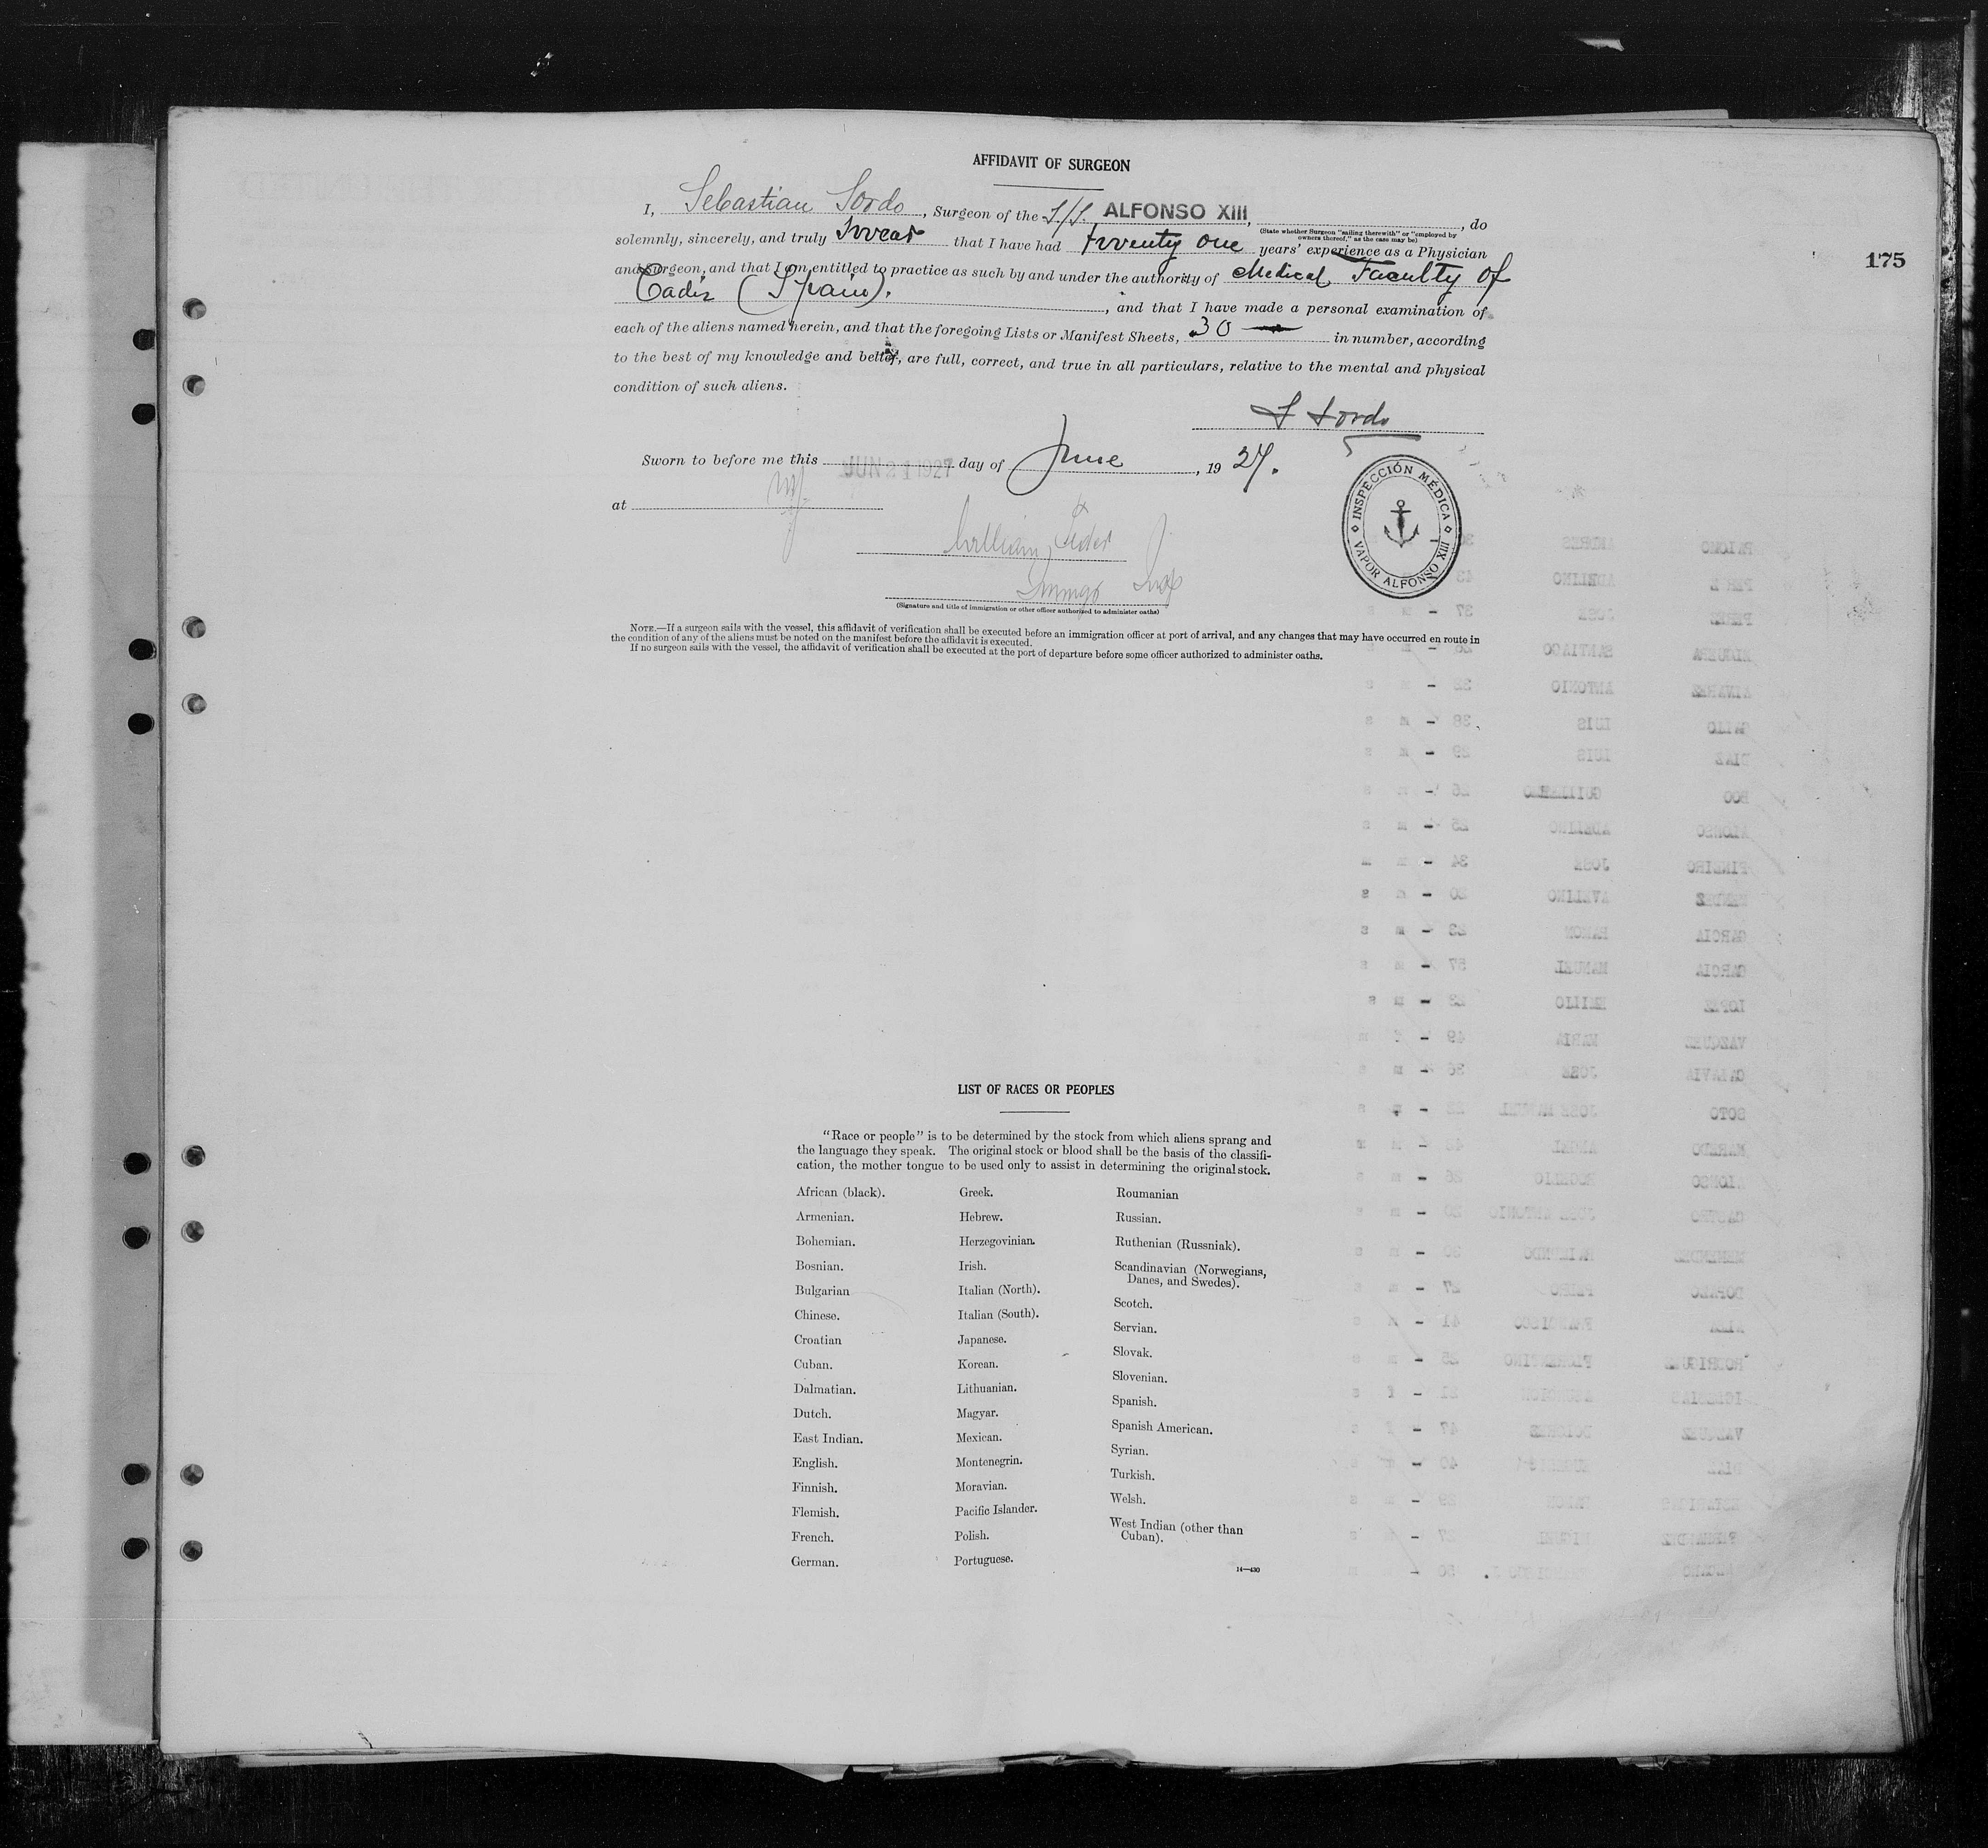 AFFIDAVIT OF SURGEON
I, Sebastian Sordo, Surgeon of the S/S. ALFONSO XIII, , do
(State whether Surgeon "sailing therewith" or "employed by
owners thereof," as the case may be)
solemnly, sincerely, and truly swear that I have had twenty one years' experience as a Physician
and Surgeon, and that I am entitled to practice as such by and under the authority of Medical Faculty of
Cadiz (Spain). , and that I have made a personal examination of
each of the aliens named herein, and that the foregoing Lists or Manifest Sheets, 30 in number, according
to the best of my knowledge and belief, are full, correct, and true in all particulars, relative to the mental and physical
condition of such aliens.
S Sordo
Sworn to before me this JUN 21 1927 day of June, 19 27.
at NY
William
Immigr Insp
(Signature and title of immigration or other officer authorized to administer oaths)
INSPECCIÓN MÉDICA
VAPOR ALFONSO XIII
175
NOTE.—If a surgeon sails with the vessel, this affidavit of verification shall be executed before an immigration officer at port of arrival, and any changes that may have occurred en route in
the condition of any of the aliens must be noted on the manifest before the affidavit is executed.
If no surgeon sails with the vessel, the affidavit of verification shall be executed at the port of departure before some officer authorized to administer oaths.
LIST OF RACES OR PEOPLES
"Race or people" is to be determined by the stock from which aliens sprang and
the language they speak. The original stock or blood shall be the basis of the classifi-
cation, the mother tongue to be used only to assist in determining the original stock.
African (black).
Armenian.
Bohemian.
Bosnian.
Bulgarian
Chinese.
Croatian
Cuban.
Dalmatian.
Dutch.
East Indian.
English.
Finnish.
Flemish.
French.
German.
Greek.
Hebrew.
Herzegovinian.
Irish.
Italian (North).
Italian (South).
Japanese.
Korean.
Lithuanian.
Magyar.
Mexican.
Montenegrin.
Moravian.
Pacific Islander.
Polish.
Portuguese.
Roumanian
Russian.
Ruthenian (Russniak).
Scandinavian (Norwegians,
Danes, and Swedes).
Scotch.
Servian.
Slovak.
Slovenian.
Spanish.
Spanish American.
Syrian.
Turkish.
Welsh.
West Indian (other than
Cuban).
14—430